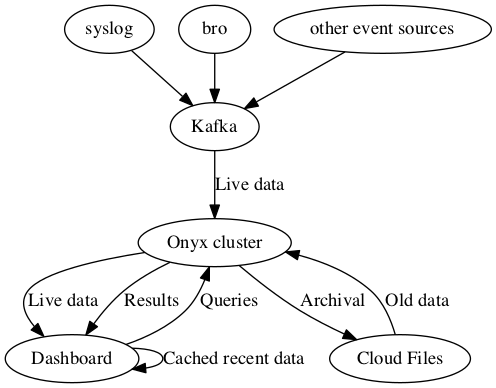 syslog
bro
other event sources
Kafka
Live data
Onyx cluster
Live data
Results
Queries
Archival
Old data
Dashboard
Cached recent data
Cloud Files